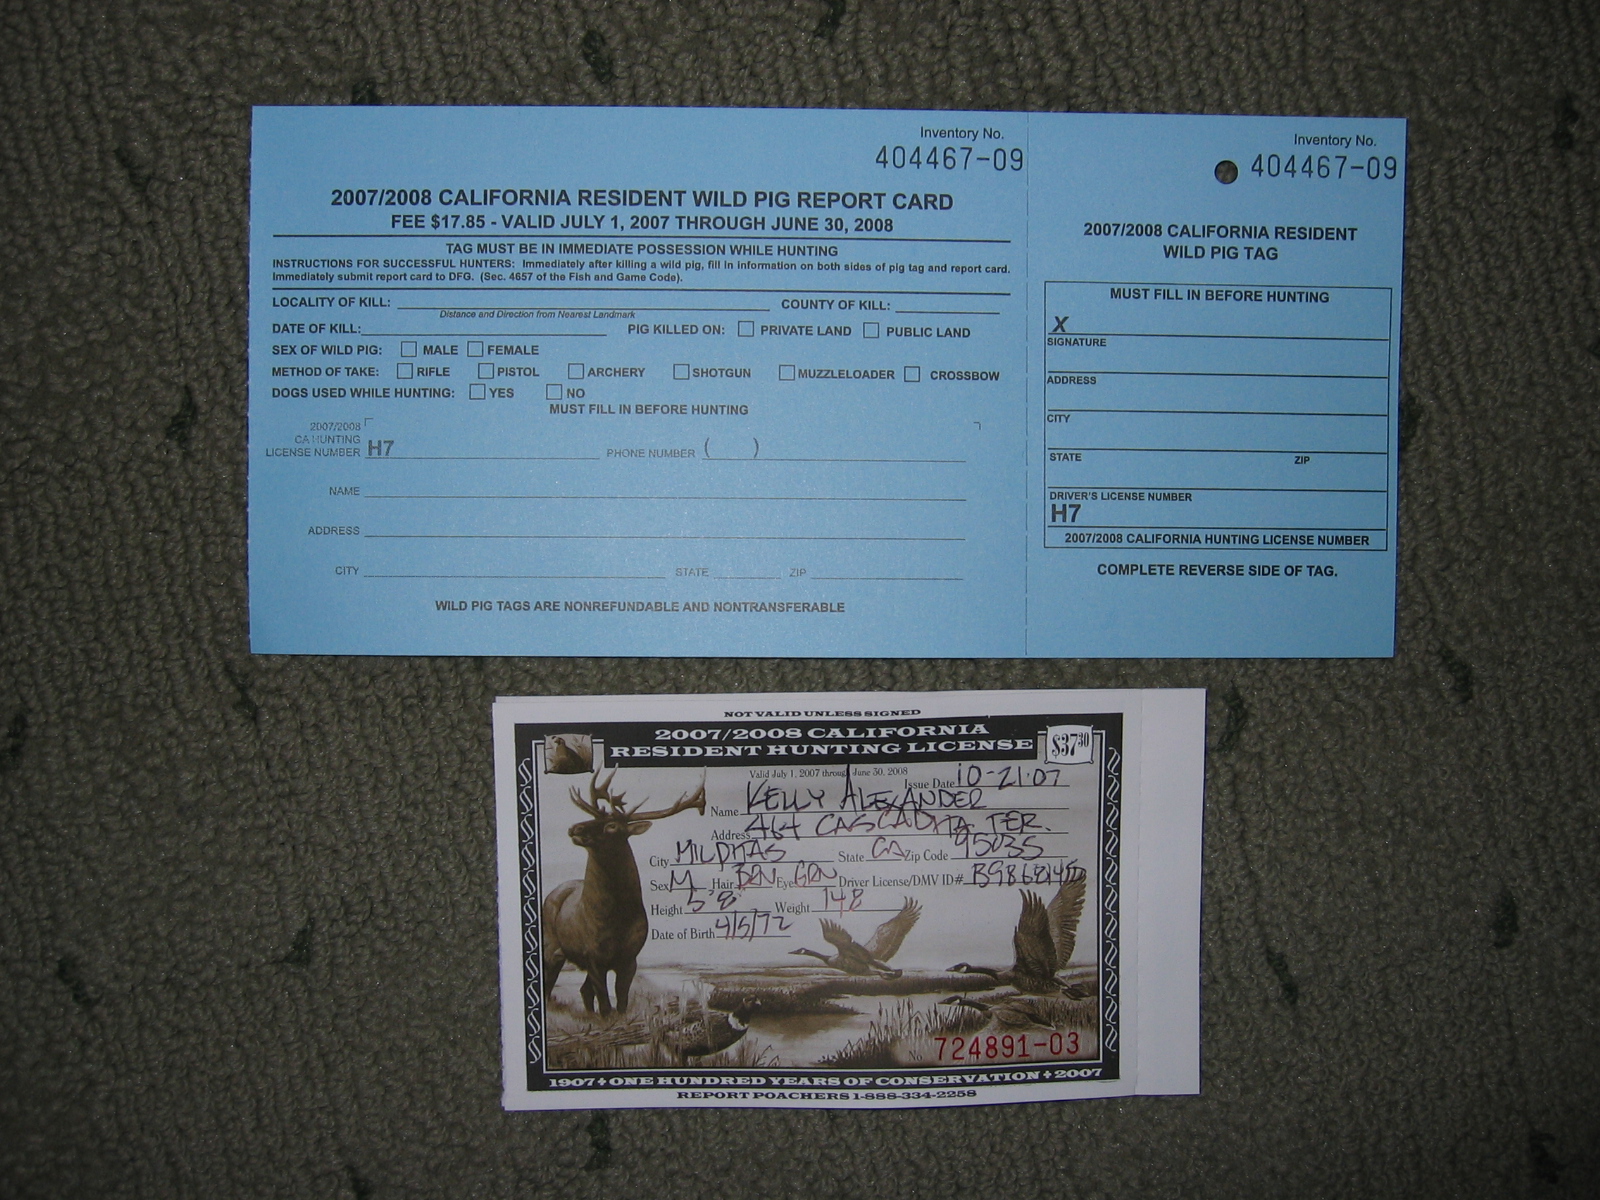 Inventory No.
404467-09
2007/2008 CALIFORNIA RESIDENT WILD PIG REPORT CARD
FEE $17.85 - VALID JULY 1, 2007 THROUGH JUNE 30, 2008
TAG MUST BE IN IMMEDIATE POSSESSION WHILE HUNTING
INSTRUCTIONS FOR SUCCESSFUL HUNTERS: Immediately after killing a wild pig, fill in information on both sides of pig tag and report card.
Immediately submit report card to DFG. (Sec. 4657 of the Fish and Game Code).
LOCALITY OF KILL: COUNTY OF KILL:
Distance and Direction from Nearest Landmark
DATE OF KILL: PIG KILLED ON: PRIVATE LAND PUBLIC LAND
SEX OF WILD PIG: MALE FEMALE
METHOD OF TAKE: RIFLE PISTOL ARCHERY SHOTGUN MUZZLELOADER CROSSBOW
DOGS USED WHILE HUNTING: YES NO
MUST FILL IN BEFORE HUNTING
2007/2008
CA HUNTING
LICENSE NUMBER H7 PHONE NUMBER ( )
NAME
ADDRESS
CITY STATE ZIP
WILD PIG TAGS ARE NONREFUNDABLE AND NONTRANSFERABLE
Inventory No.
404467-09
2007/2008 CALIFORNIA RESIDENT
WILD PIG TAG
MUST FILL IN BEFORE HUNTING
X
SIGNATURE
ADDRESS
CITY
STATE ZIP
DRIVER'S LICENSE NUMBER
H7
2007/2008 CALIFORNIA HUNTING LICENSE NUMBER
COMPLETE REVERSE SIDE OF TAG.
NOT VALID UNLESS SIGNED
2007/2008 CALIFORNIA
RESIDENT HUNTING LICENSE $37.30
Valid July 1, 2007 through June 30, 2008
Issue Date 10-21-07
Name KELLY ALEXANDER
Address 464 CASCADITA TER.
City MILPITAS State CA Zip Code 95035
Sex M Hair BRN Eye GRN Driver License/DMV ID#
Height 5'8 Weight 148
Date of Birth 4/5/72
No 724891-03
1907 + ONE HUNDRED YEARS OF CONSERVATION + 2007
REPORT POACHERS 1-888-334-2258